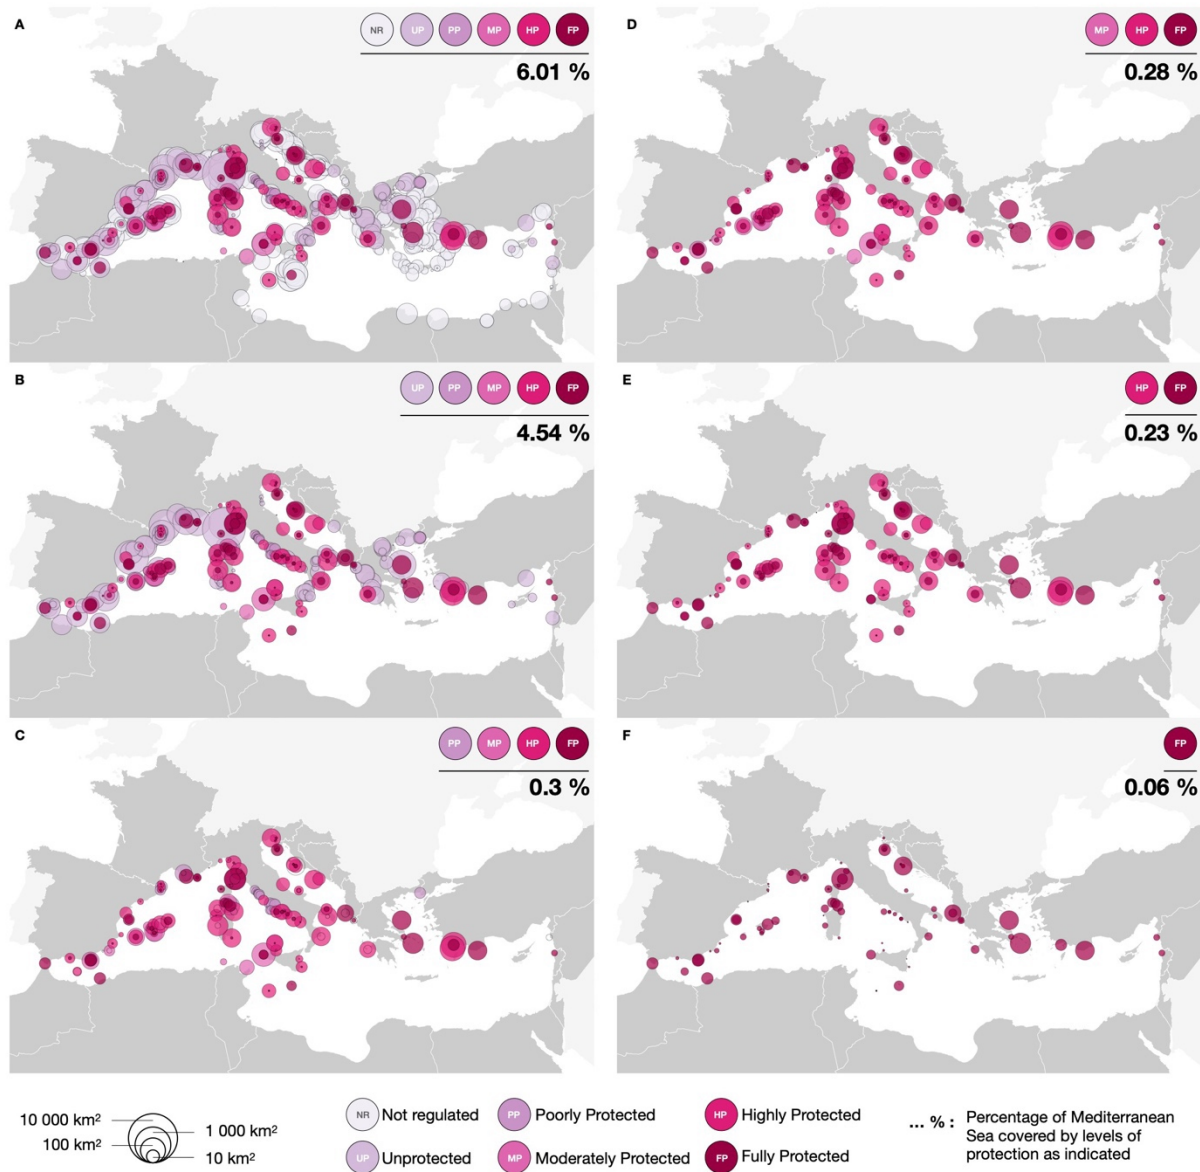 A
NR UP PP MP HP FP
6.01 %
D
MP HP FP
0.28 %
B
UP PP MP HP FP
4.54 %
E
HP FP
0.23 %
C
PP MP HP FP
0.3 %
F
FP
0.06 %
10 000 km²
1 000 km²
100 km²
10 km²
NR Not regulated
UP Unprotected
PP Poorly Protected
MP Moderately Protected
HP Highly Protected
FP Fully Protected
... % : Percentage of Mediterranean
Sea covered by levels of
protection as indicated